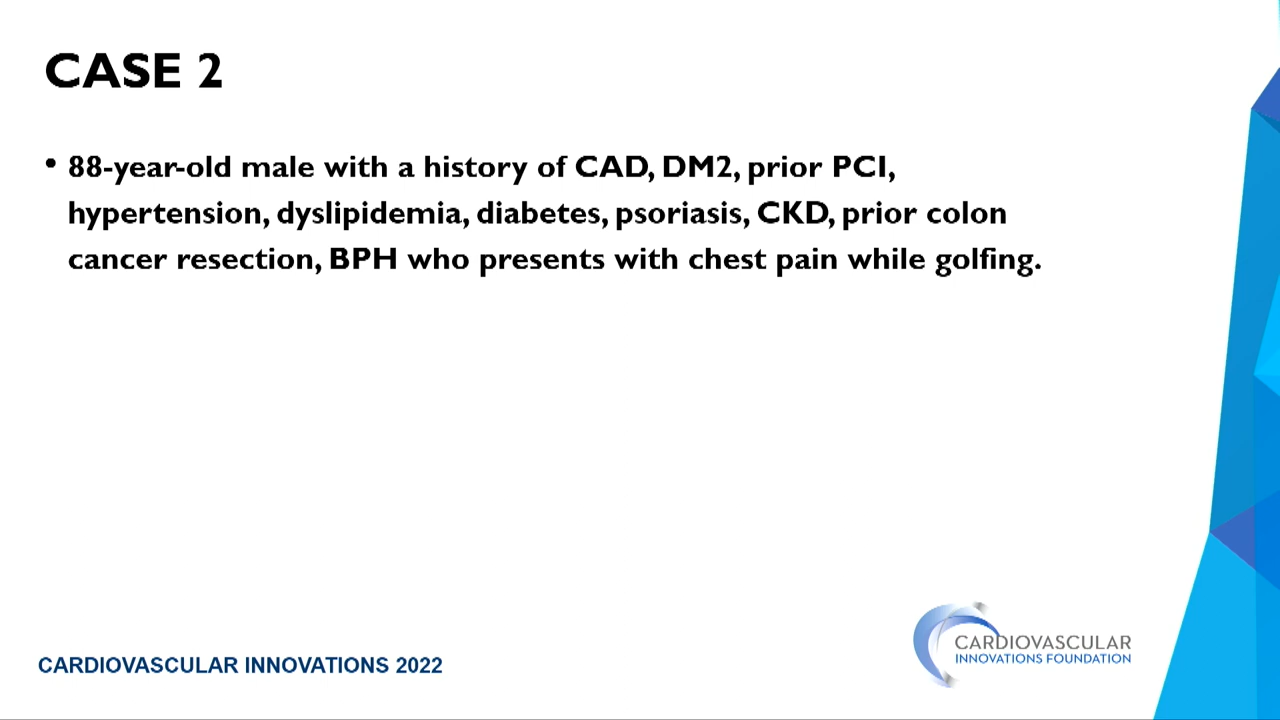 CASE 2
• 88-year-old male with a history of CAD, DM2, prior PCI,
hypertension, dyslipidemia, diabetes, psoriasis, CKD, prior colon
cancer resection, BPH who presents with chest pain while golfing.
CARDIOVASCULAR
INNOVATIONS FOUNDATION
CARDIOVASCULAR INNOVATIONS 2022